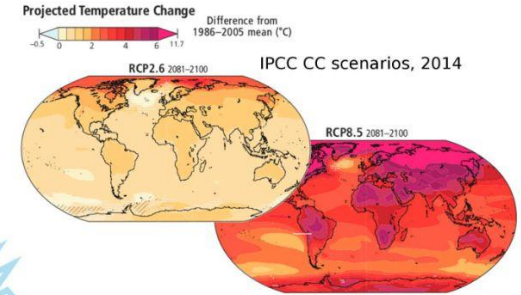 Projected Temperature Change
Difference from
1986–2005 mean (°C)
−0.5 0 2 4 6 11.7
IPCC CC scenarios, 2014
RCP2.6 2081–2100
RCP8.5 2081–2100